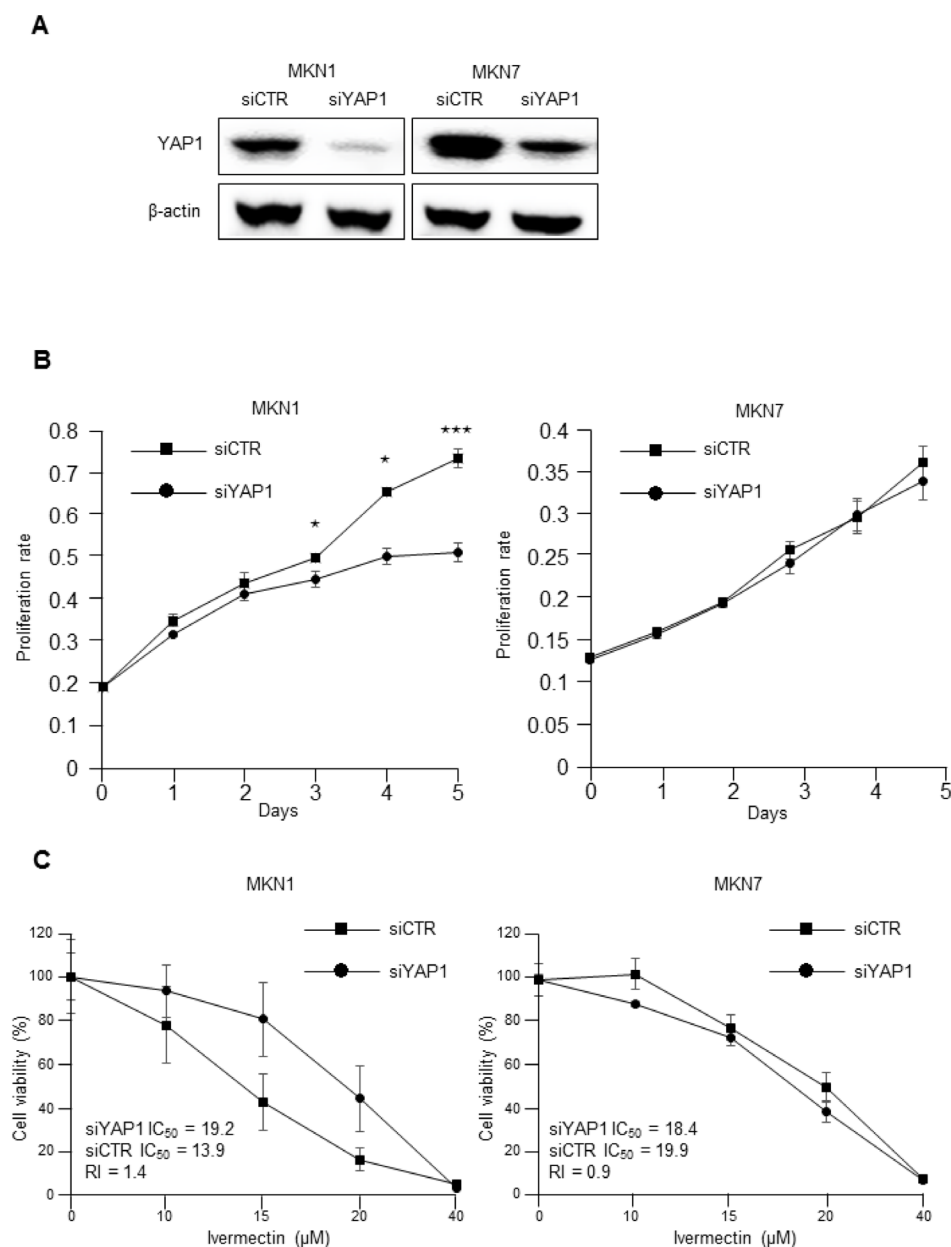 A
MKN1 MKN7
siCTR siYAP1 siCTR siYAP1
YAP1
β-actin
B
MKN1
siCTR
siYAP1
Proliferation rate
0.8
0.7
0.6
0.5
0.4
0.3
0.2
0.1
0
★
★
★★★
0 1 2 3 4 5
Days
MKN7
siCTR
siYAP1
Proliferation rate
0.4
0.35
0.3
0.25
0.2
0.15
0.1
0.05
0
0 1 2 3 4 5
Days
C
MKN1
siCTR
siYAP1
Cell viability (%)
120
100
80
60
40
20
0
siYAP1 IC50 = 19.2
siCTR IC50 = 13.9
RI = 1.4
0 10 15 20 40
Ivermectin (µM)
MKN7
siCTR
siYAP1
Cell viability (%)
120
100
80
60
40
20
0
siYAP1 IC50 = 18.4
siCTR IC50 = 19.9
RI = 0.9
0 10 15 20 40
Ivermectin (µM)